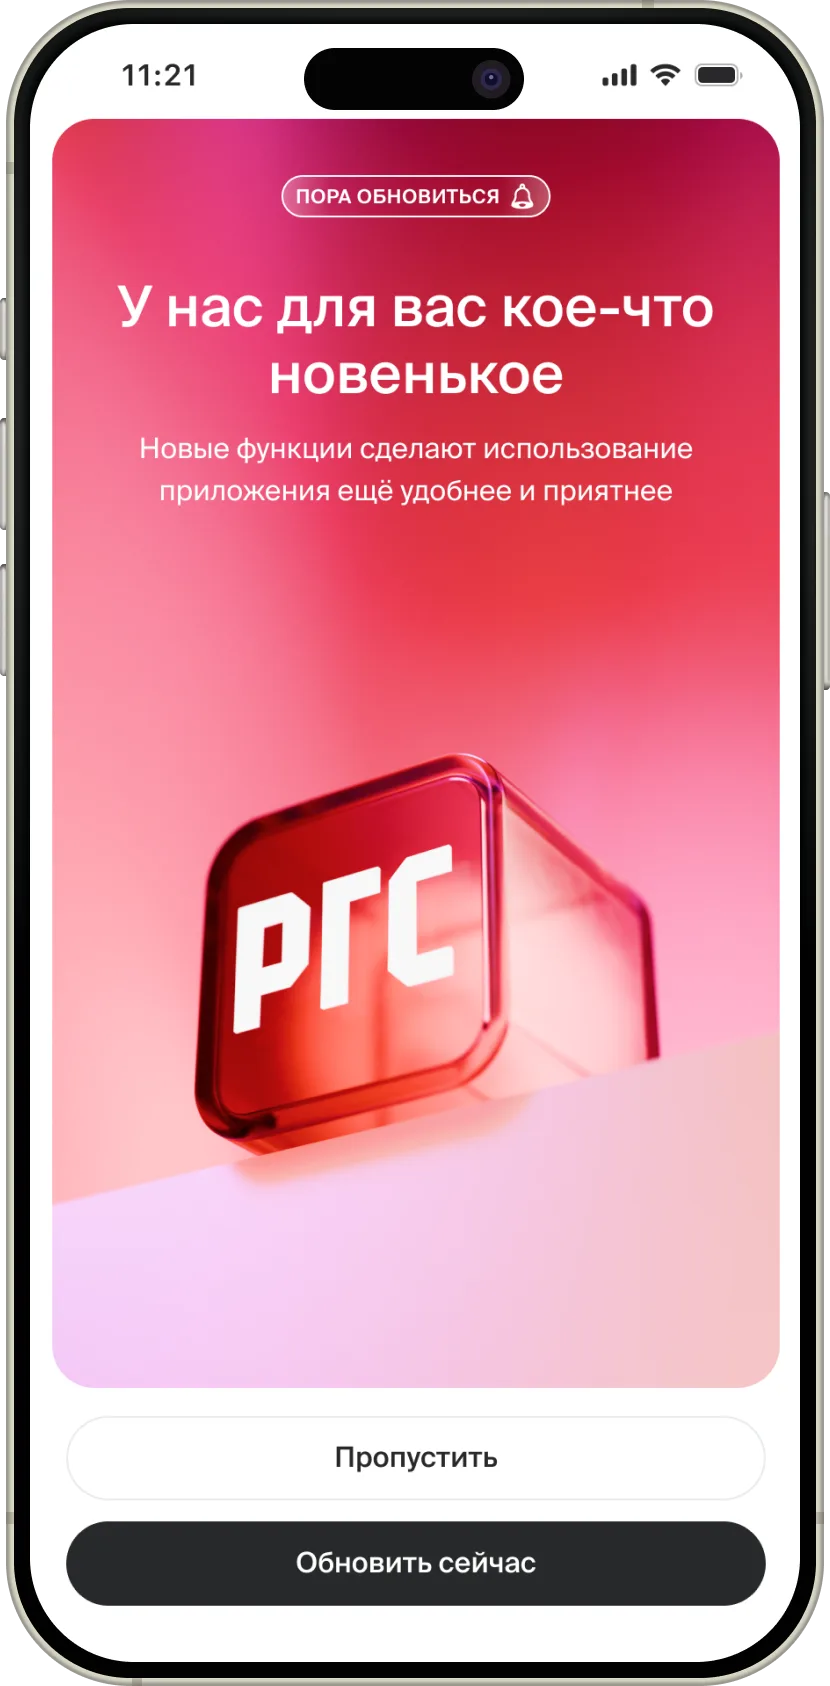 11:21
ПОРА ОБНОВИТЬСЯ
У нас для вас кое-что
новенькое
Новые функции сделают использование
приложения ещё удобнее и приятнее
РГС
Пропустить
Обновить сейчас